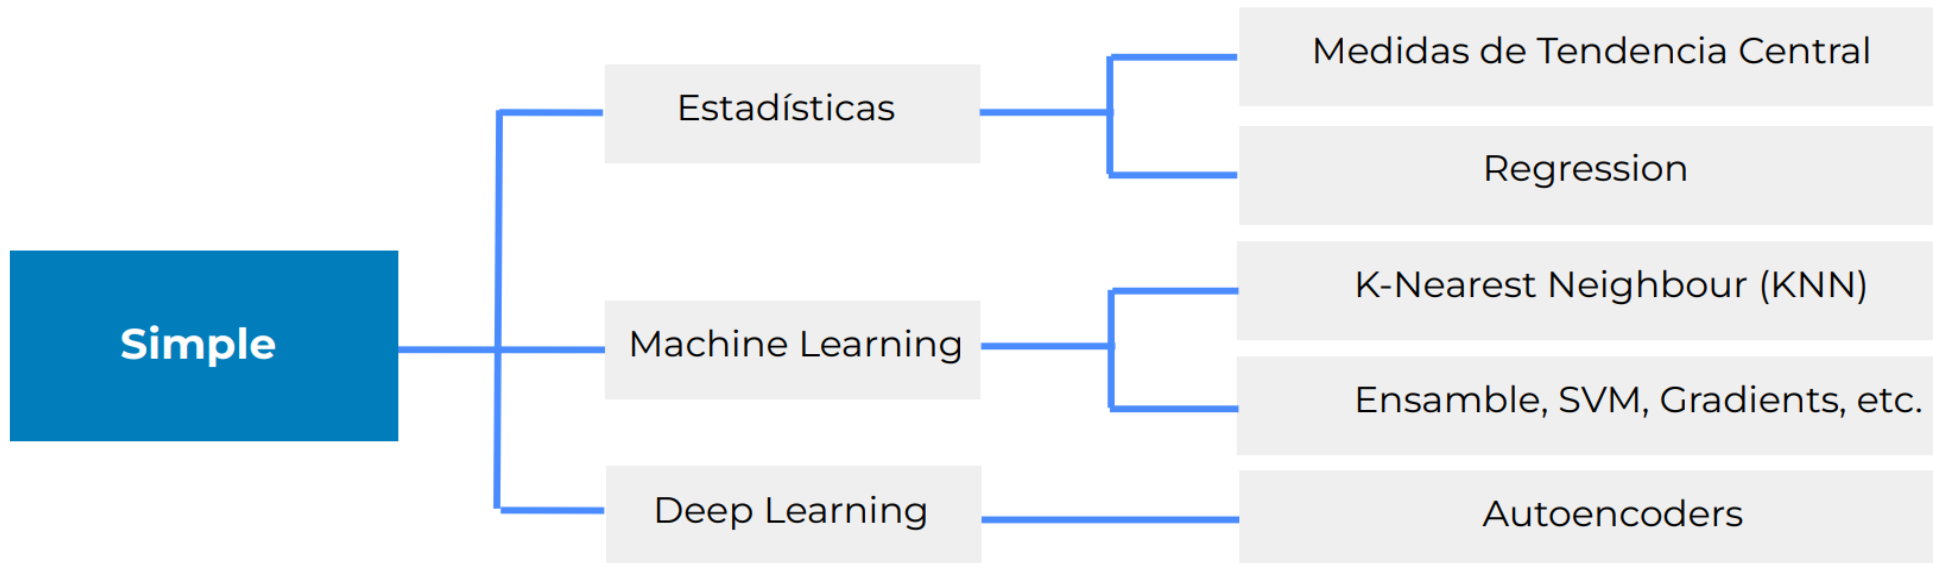 Simple
Estadísticas
Medidas de Tendencia Central
Regression
Machine Learning
K-Nearest Neighbour (KNN)
Ensamble, SVM, Gradients, etc.
Deep Learning
Autoencoders